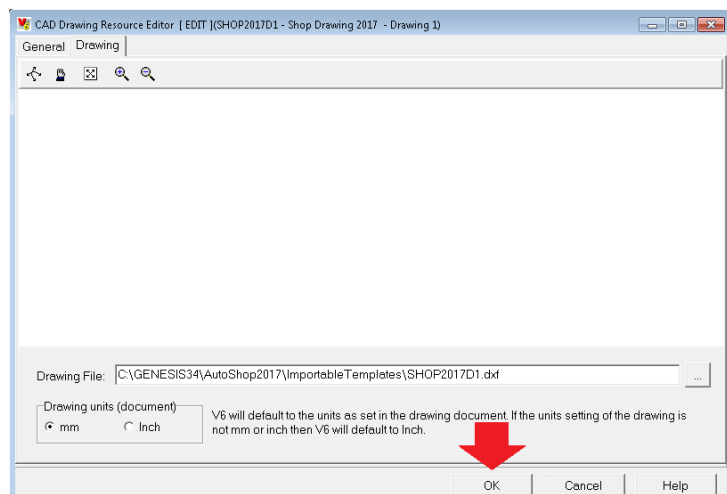 CAD Drawing Resource Editor [ EDIT ](SHOP2017D1 - Shop Drawing 2017 - Drawing 1)
General Drawing
Drawing File: C:\GENESIS34\AutoShop2017\ImportableTemplates\SHOP2017D1.dxf ...
Drawing units (document)
mm Inch
V6 will default to the units as set in the drawing document. If the units setting of the drawing is
not mm or inch then V6 will default to Inch.
OK Cancel Help